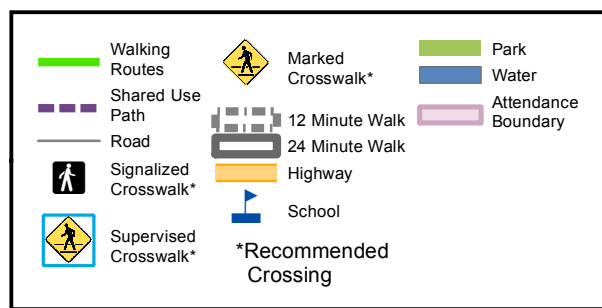 Walking
Routes
Shared Use
Path
Road
Signalized
Crosswalk*
Supervised
Crosswalk*
Marked
Crosswalk*
12 Minute Walk
24 Minute Walk
Highway
School
*Recommended
Crossing
Park
Water
Attendance
Boundary